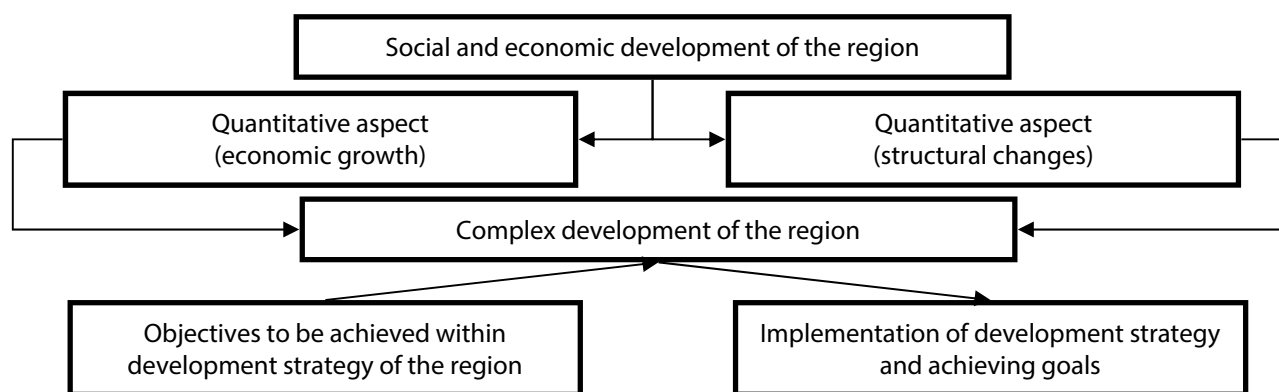 Social and economic development of the region
Quantitative aspect
(economic growth)
Quantitative aspect
(structural changes)
Complex development of the region
Objectives to be achieved within
development strategy of the region
Implementation of development strategy
and achieving goals